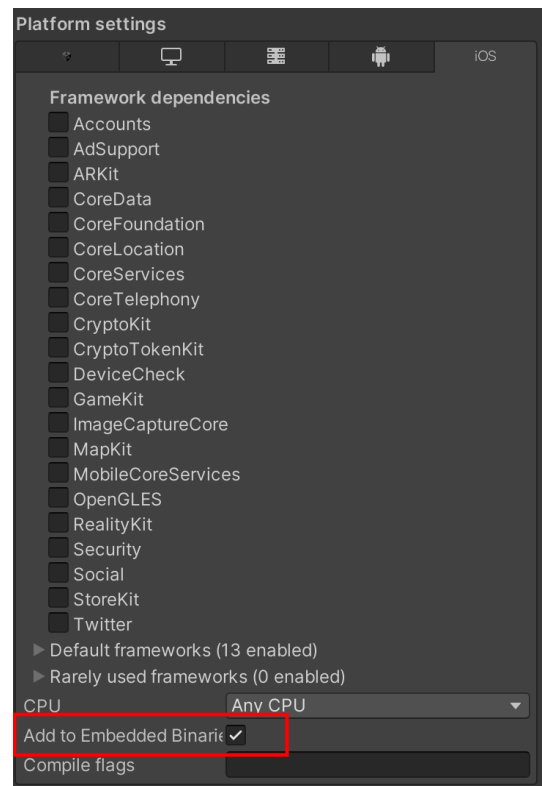 Platform settings
iOS
Framework dependencies
Accounts
AdSupport
ARKit
CoreData
CoreFoundation
CoreLocation
CoreServices
CoreTelephony
CryptoKit
CryptoTokenKit
DeviceCheck
GameKit
ImageCaptureCore
MapKit
MobileCoreServices
OpenGLES
RealityKit
Security
Social
StoreKit
Twitter
Default frameworks (13 enabled)
Rarely used frameworks (0 enabled)
CPU Any CPU
Add to Embedded Binarie
Compile flags